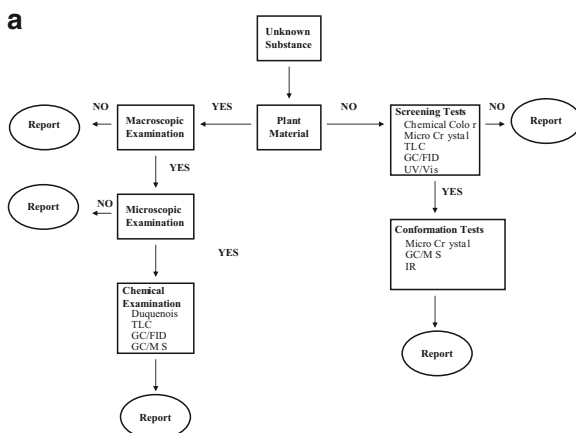 a
Unknown
Substance
NO
Report
Macroscopic
Examination
YES
Plant
Material
NO
Screening Tests
Chemical Colo r
Micro Cr ystal
TLC
GC/FID
UV/Vis
NO
Report
YES
Report
NO
Microscopic
Examination
YES
YES
Conformation Tests
Micro Cr ystal
GC/M S
IR
Chemical
Examination
Duquenois
TLC
GC/FID
GC/M S
Report
Report